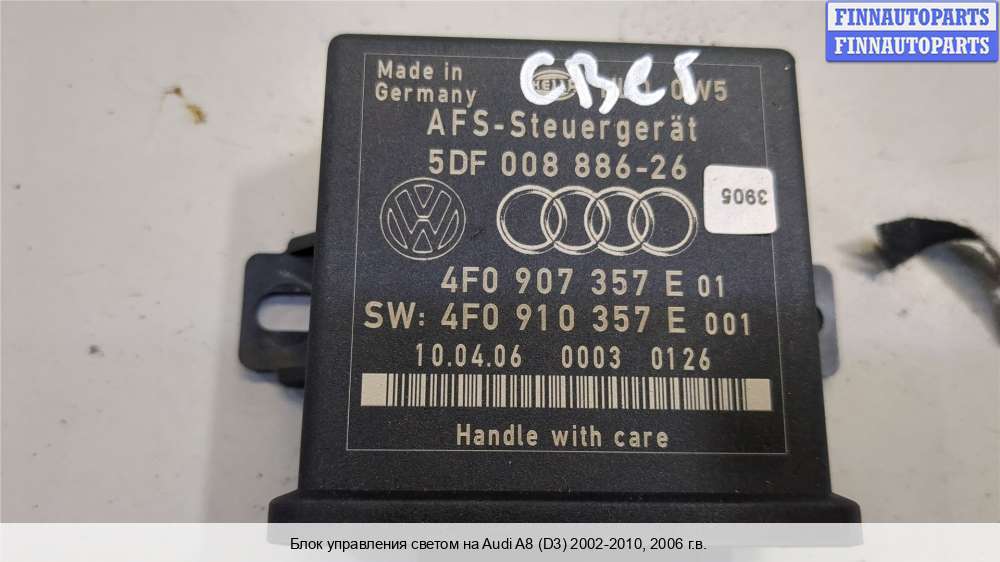 FINNAUTOPARTS
FINNAUTOPARTS
Made in
Germany
свет
HELLA
W5
AFS-Steuergerät
5DF 008 886-26
3905
4F0 907 357 E 01
SW: 4F0 910 357 E 001
10.04.06 0003 0126
Handle with care
Блок управления светом на Audi A8 (D3) 2002-2010, 2006 г.в.